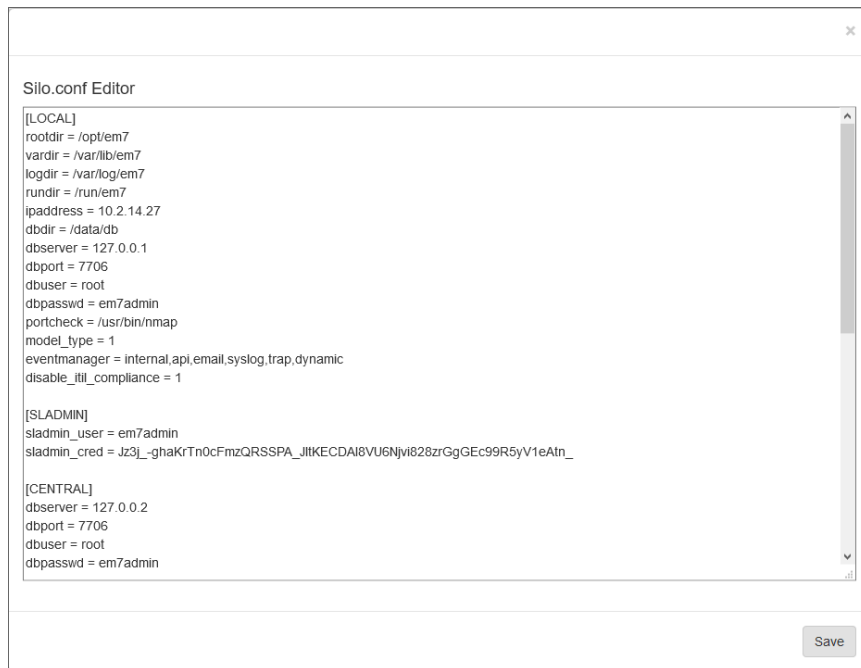 ×
Silo.conf Editor
[LOCAL]
rootdir = /opt/em7
vardir = /var/lib/em7
logdir = /var/log/em7
rundir = /run/em7
ipaddress = 10.2.14.27
dbdir = /data/db
dbserver = 127.0.0.1
dbport = 7706
dbuser = root
dbpasswd = em7admin
portcheck = /usr/bin/nmap
model_type = 1
eventmanager = internal,api,email,syslog,trap,dynamic
disable_itil_compliance = 1
[SLADMIN]
sladmin_user = em7admin
sladmin_cred = Jz3j_-ghaKrTn0cFmzQRSSPA_JItKECDAl8VU6Njvi828zrGgGEc99R5yV1eAtn_
[CENTRAL]
dbserver = 127.0.0.2
dbport = 7706
dbuser = root
dbpasswd = em7admin
Save